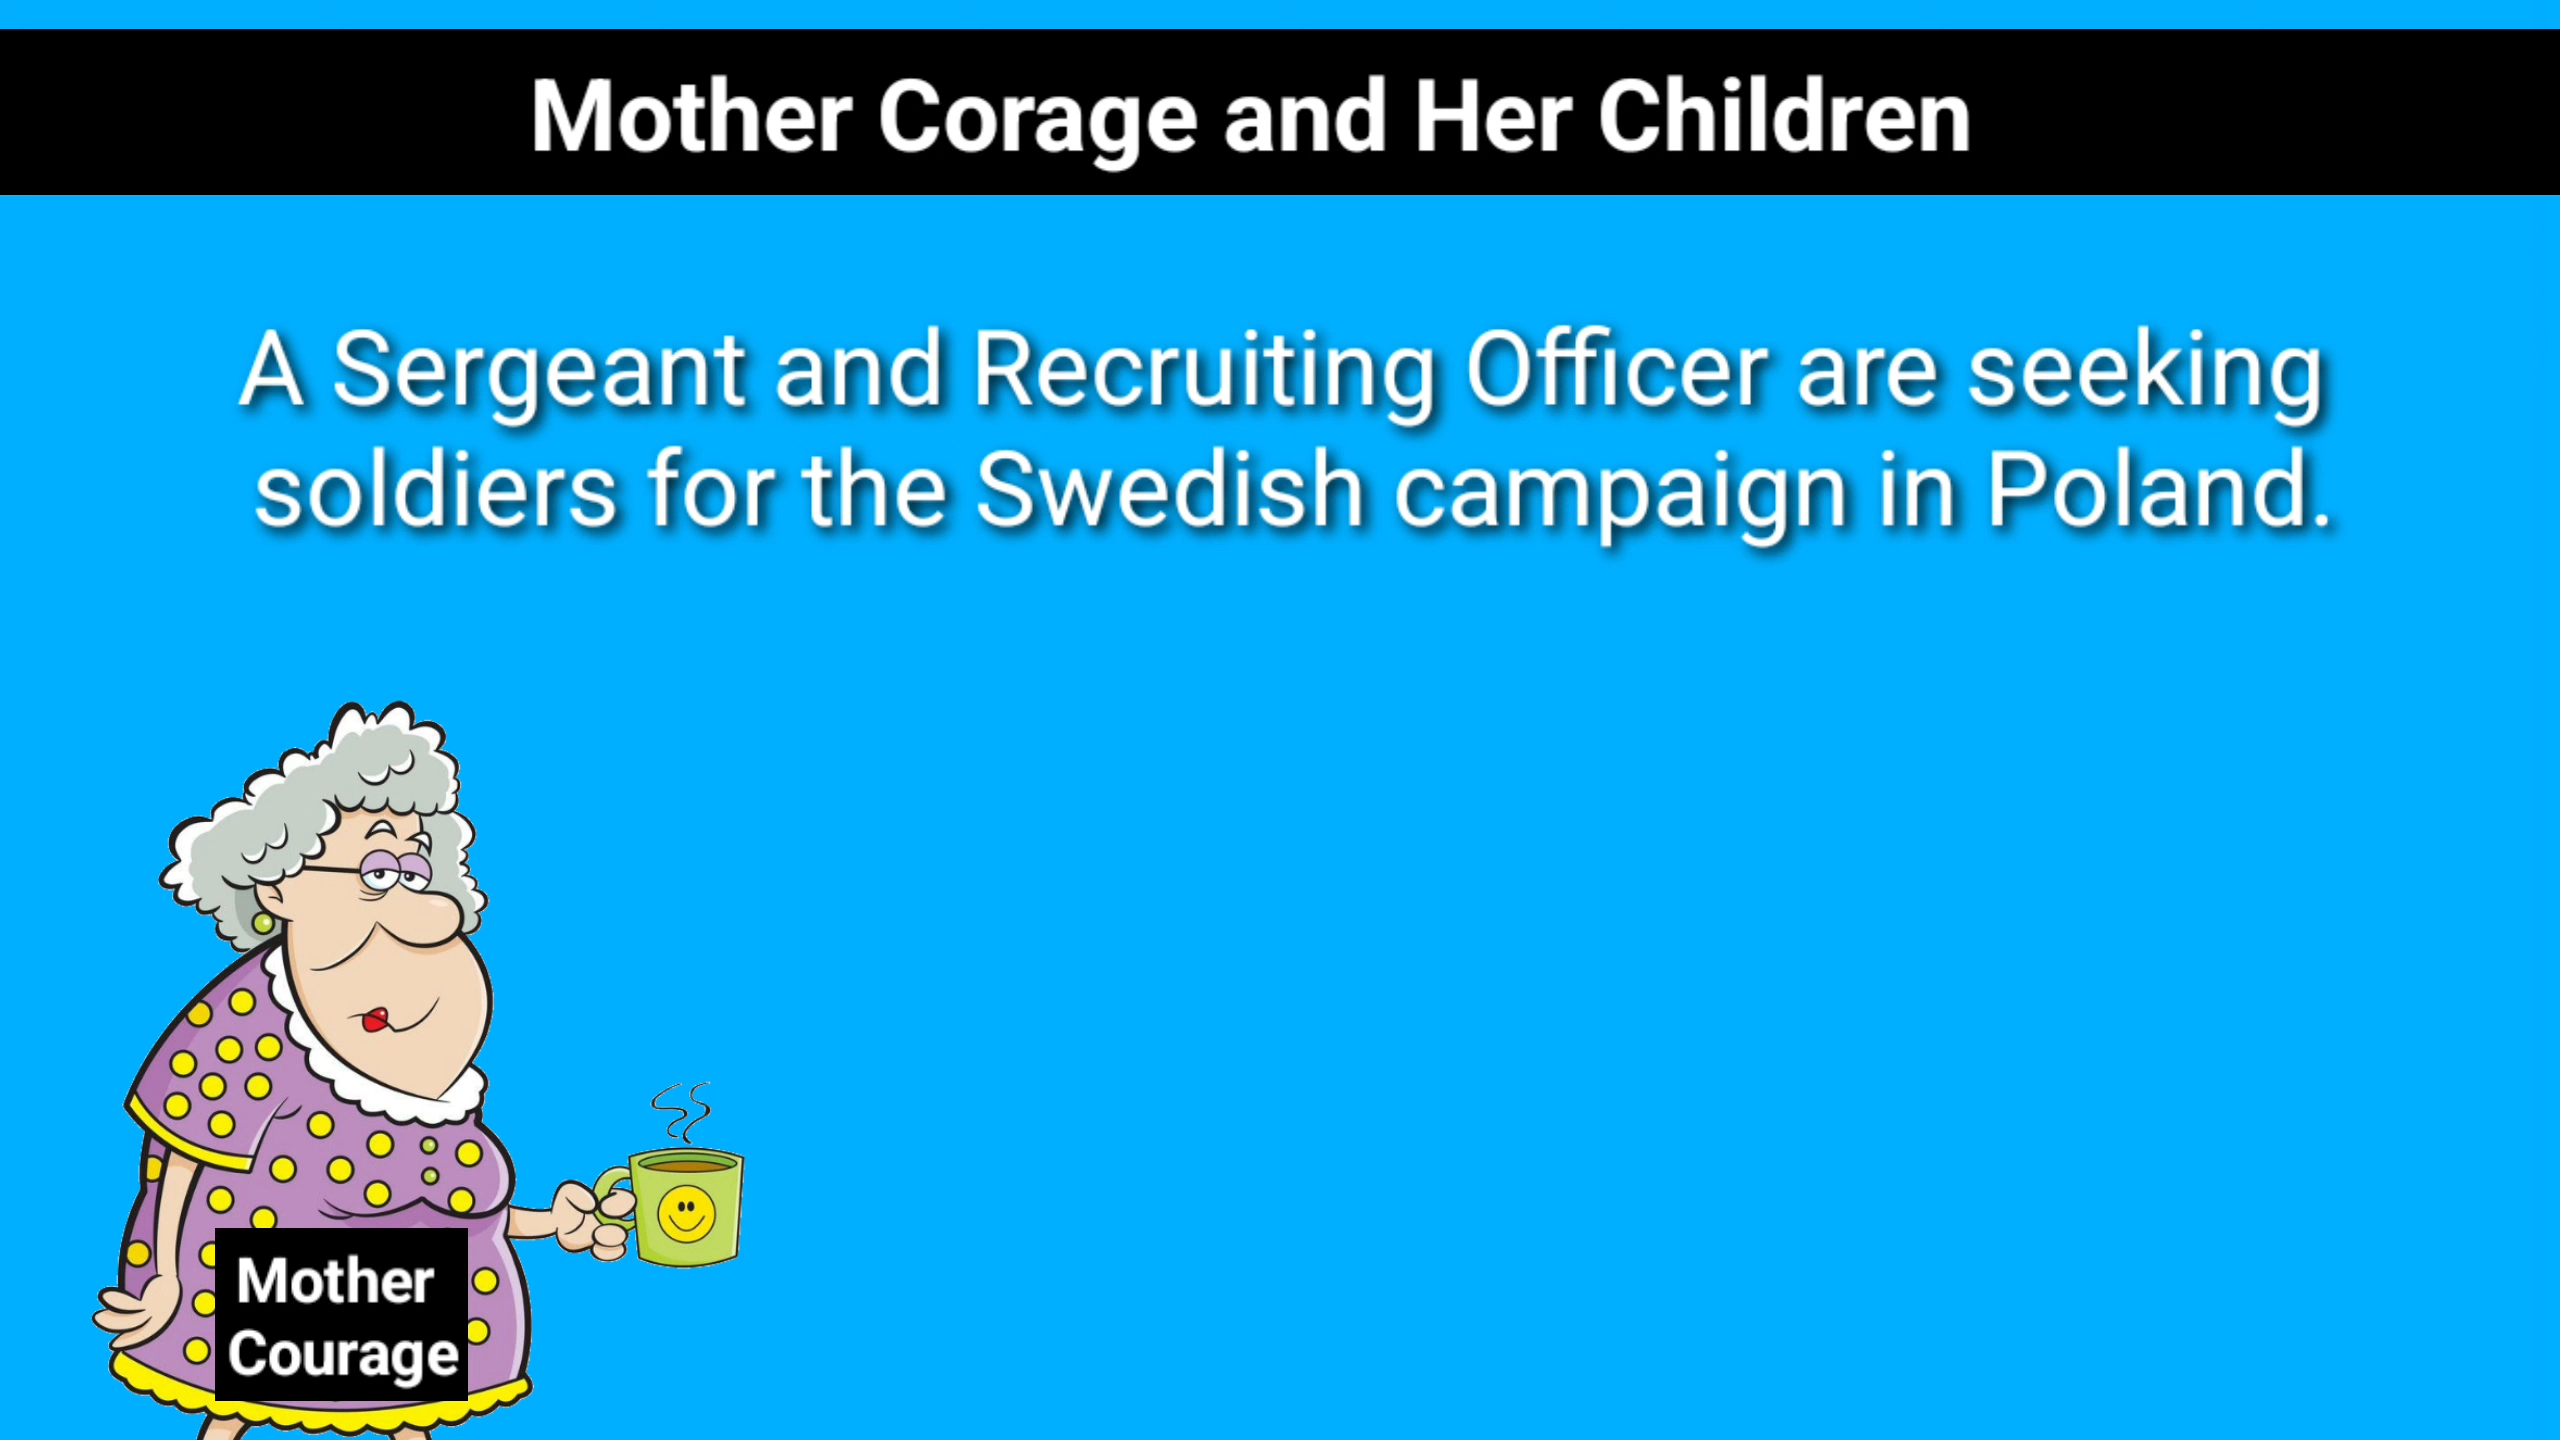 Mother Corage and Her Children
A Sergeant and Recruiting Officer are seeking
soldiers for the Swedish campaign in Poland.
Mother
Courage